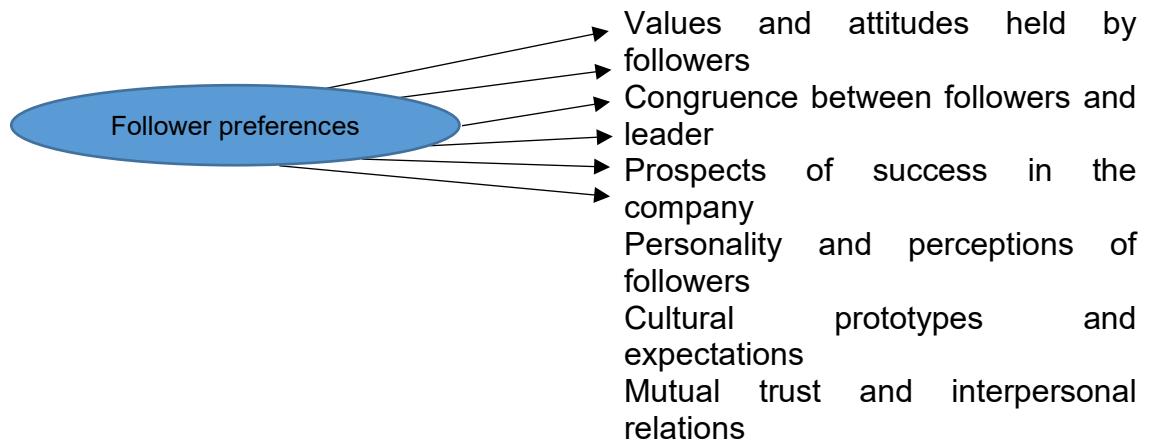 Follower preferences
Values and attitudes held by
followers
Congruence between followers and
leader
Prospects of success in the
company
Personality and perceptions of
followers
Cultural prototypes and
expectations
Mutual trust and interpersonal
relations